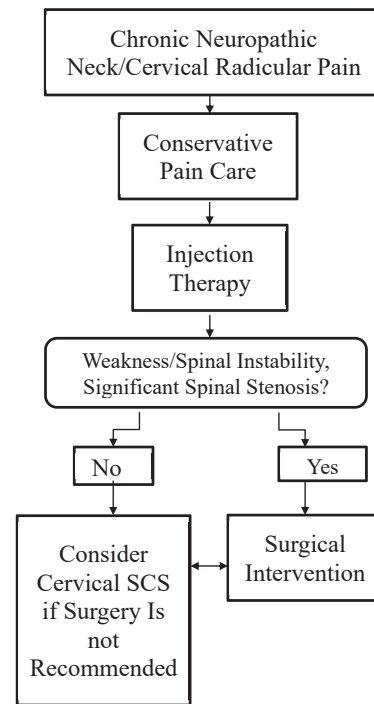 Chronic Neuropathic
Neck/Cervical Radicular Pain
Conservative
Pain Care
Injection
Therapy
Weakness/Spinal Instability,
Significant Spinal Stenosis?
No
Yes
Consider
Cervical SCS
if Surgery Is
not
Recommended
Surgical
Intervention